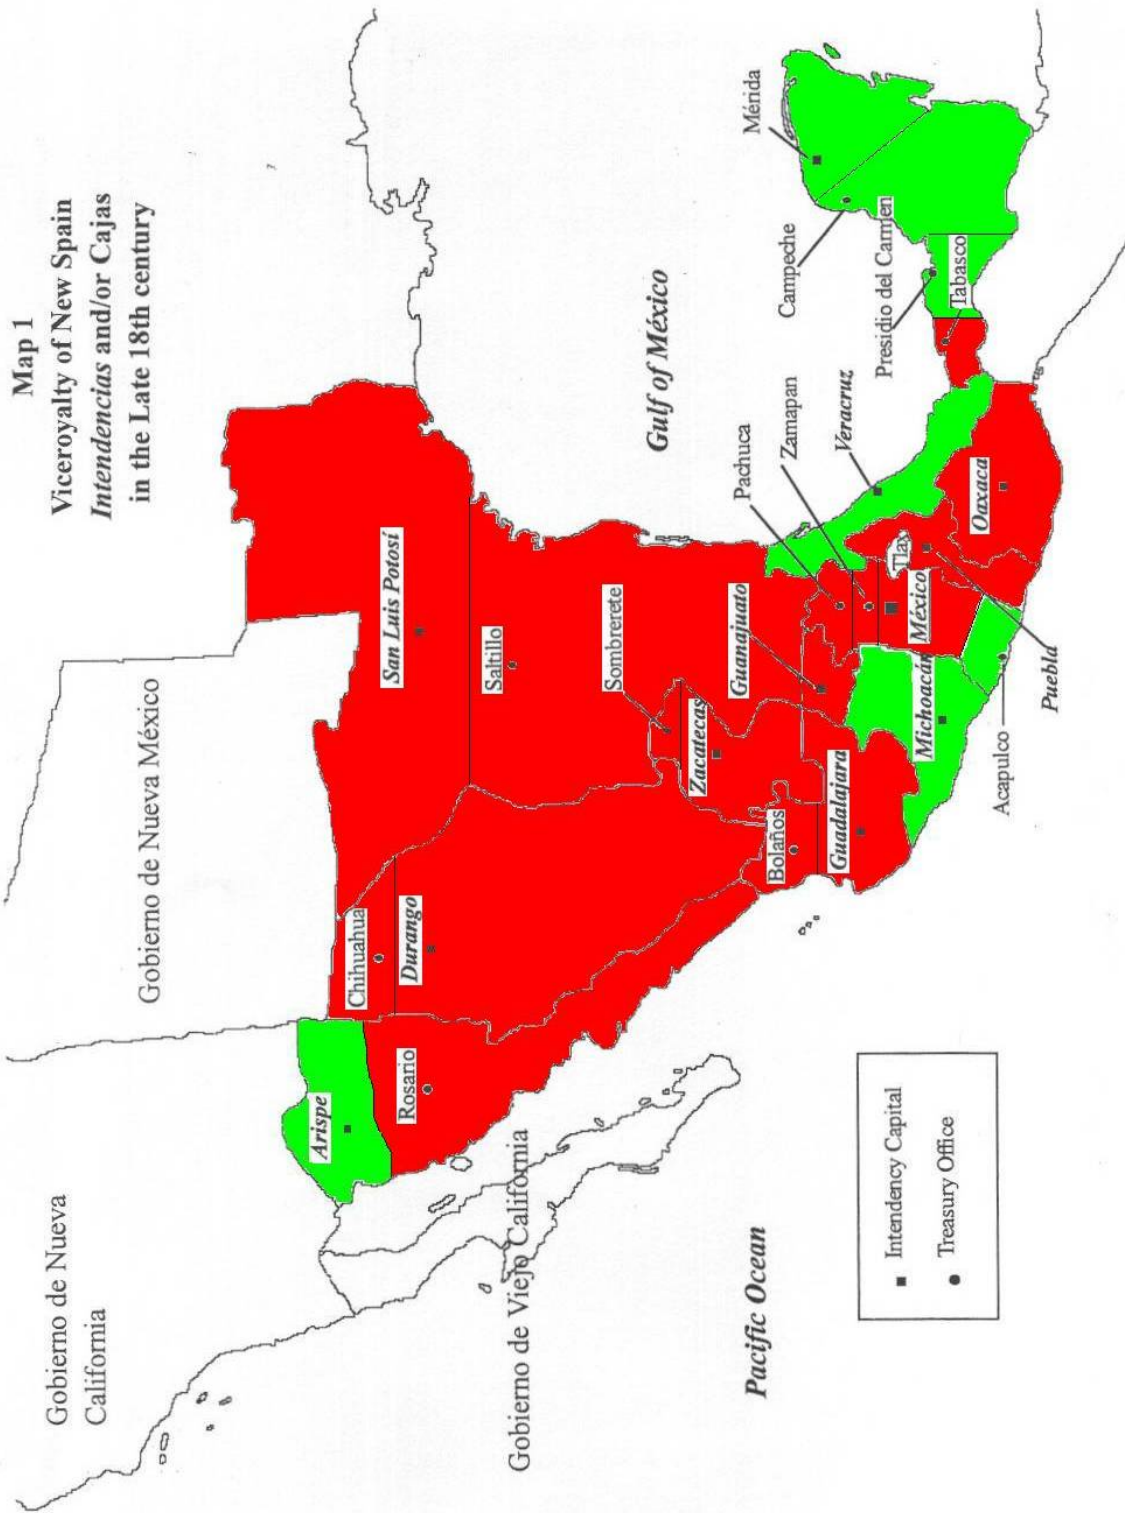 Map 1
Viceroyalty of New Spain
Intendencias and/or Cajas
in the Late 18th century
Gobierno de Nueva
California
Gobierno de Nueva México
Arispe
Chihuahua
Rosario
Durango
San Luis Potosí
Saltillo
Gobierno de Viejo California
Sombrerete
Gulf of México
Zacatecas
Guanajuato
Pachuca
Zamapan
Veracruz
Mérida
Campeche
Presidio del Carmen
Tabasco
Bolaños
Guadalajara
Michoacán
México
Tlax
Oaxaca
Acapulco
Puebla
Pacific Ocean
Intendency Capital
Treasury Office